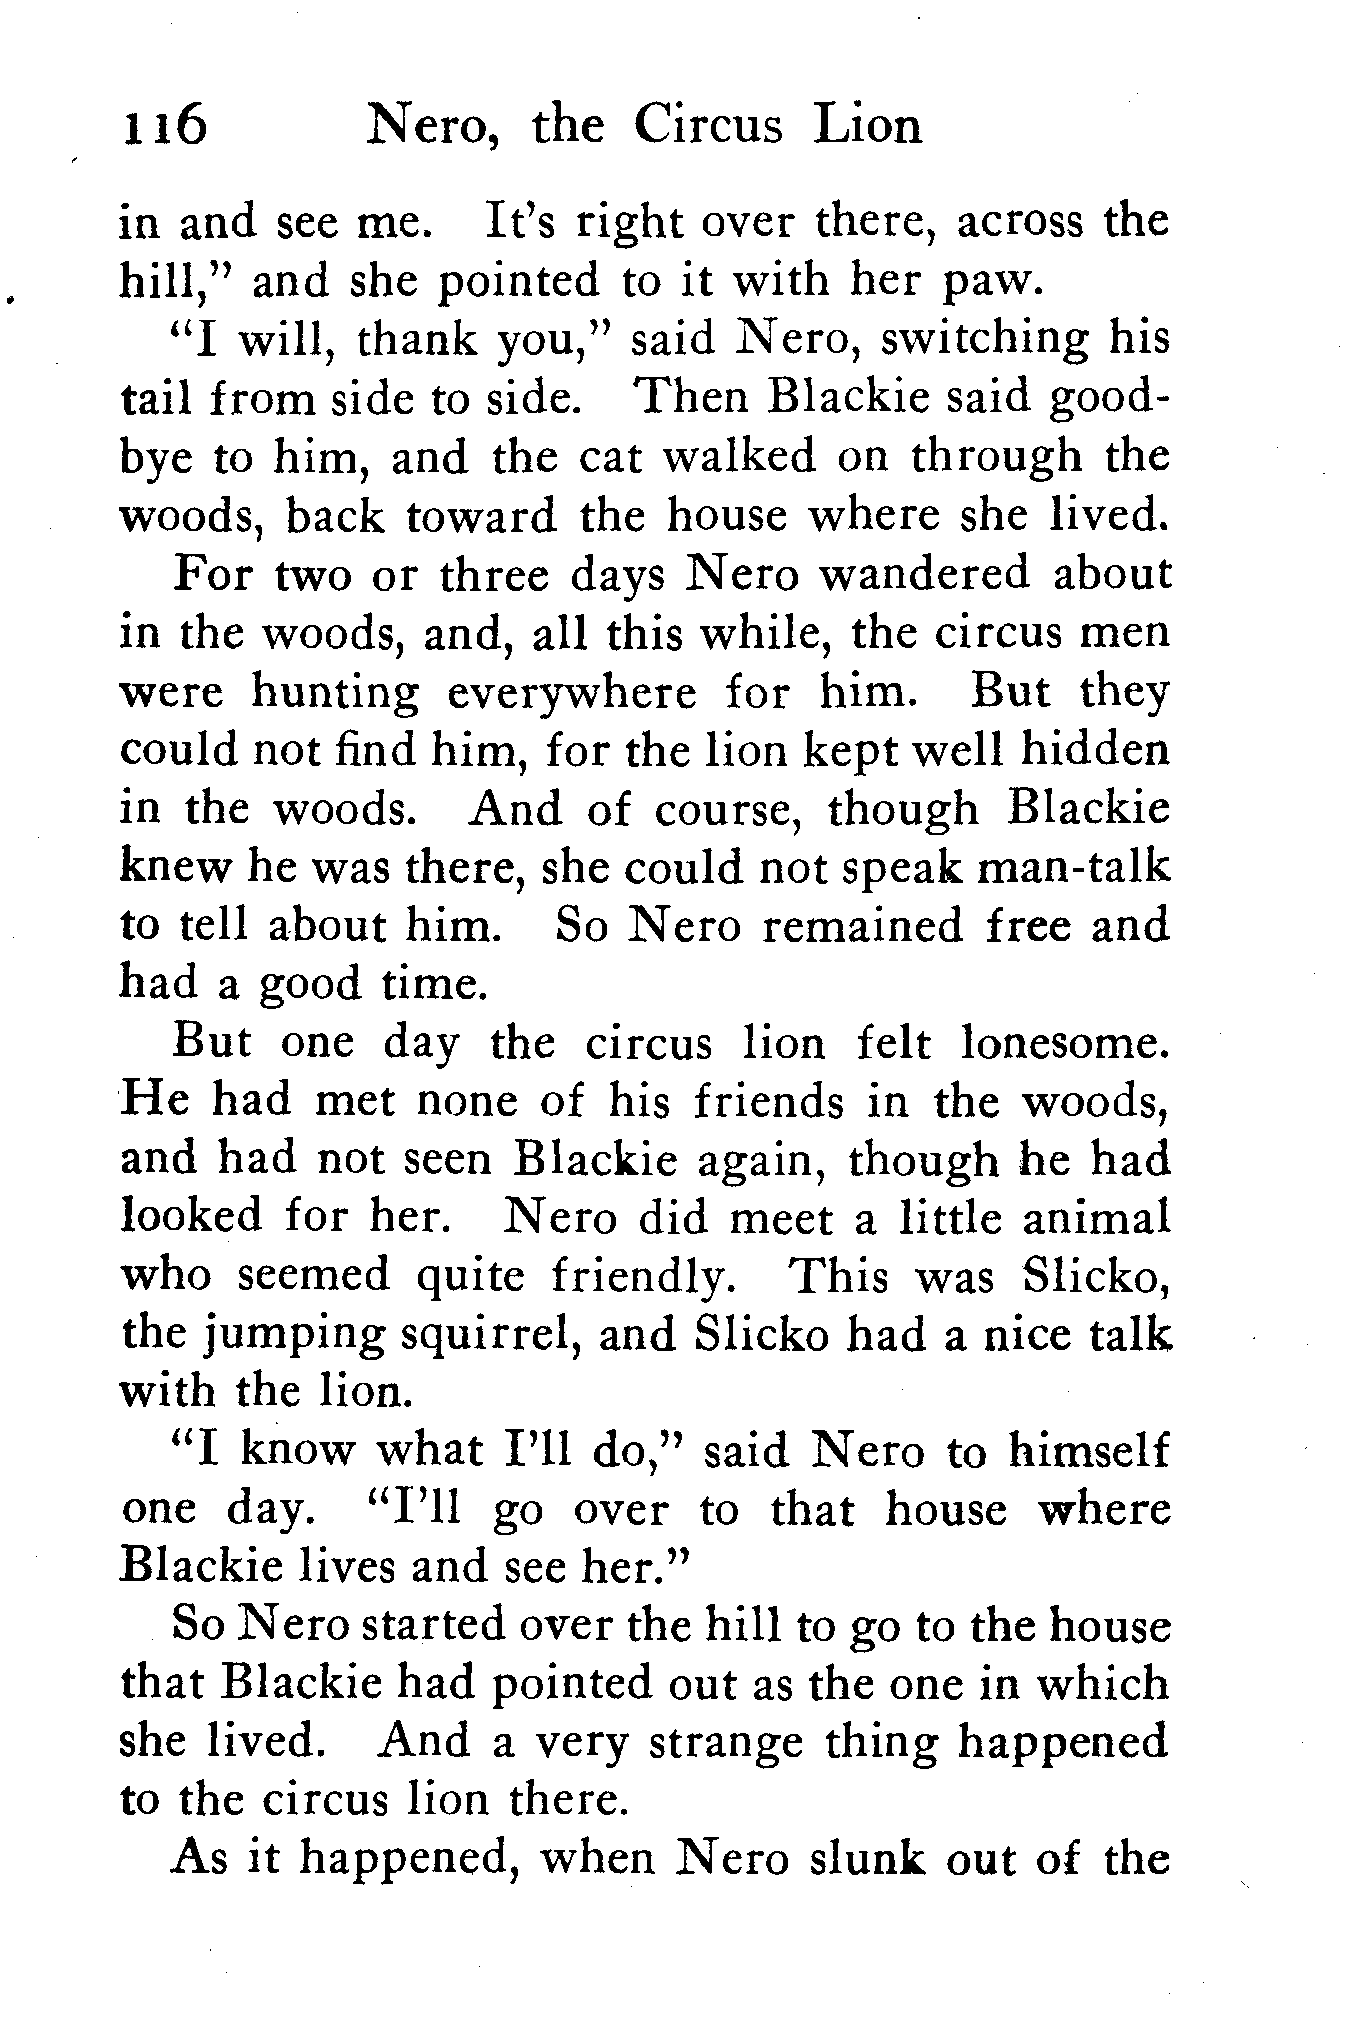 116 Nero, the Circus Lion
in and see me. It's right over there, across the
hill," and she pointed to it with her paw.
"I will, thank you," said Nero, switching his
tail from side to side. Then Blackie said good-
bye to him, and the cat walked on through the
woods, back toward the house where she lived.
For two or three days Nero wandered about
in the woods, and, all this while, the circus men
were hunting everywhere for him. But they
could not find him, for the lion kept well hidden
in the woods. And of course, though Blackie
knew he was there, she could not speak man-talk
to tell about him. So Nero remained free and
had a good time.
But one day the circus lion felt lonesome.
He had met none of his friends in the woods,
and had not seen Blackie again, though he had
looked for her. Nero did meet a little animal
who seemed quite friendly. This was Slicko,
the jumping squirrel, and Slicko had a nice talk
with the lion.
"I know what I'll do," said Nero to himself
one day. "I'll go over to that house where
Blackie lives and see her."
So Nero started over the hill to go to the house
that Blackie had pointed out as the one in which
she lived. And a very strange thing happened
to the circus lion there.
As it happened, when Nero slunk out of the